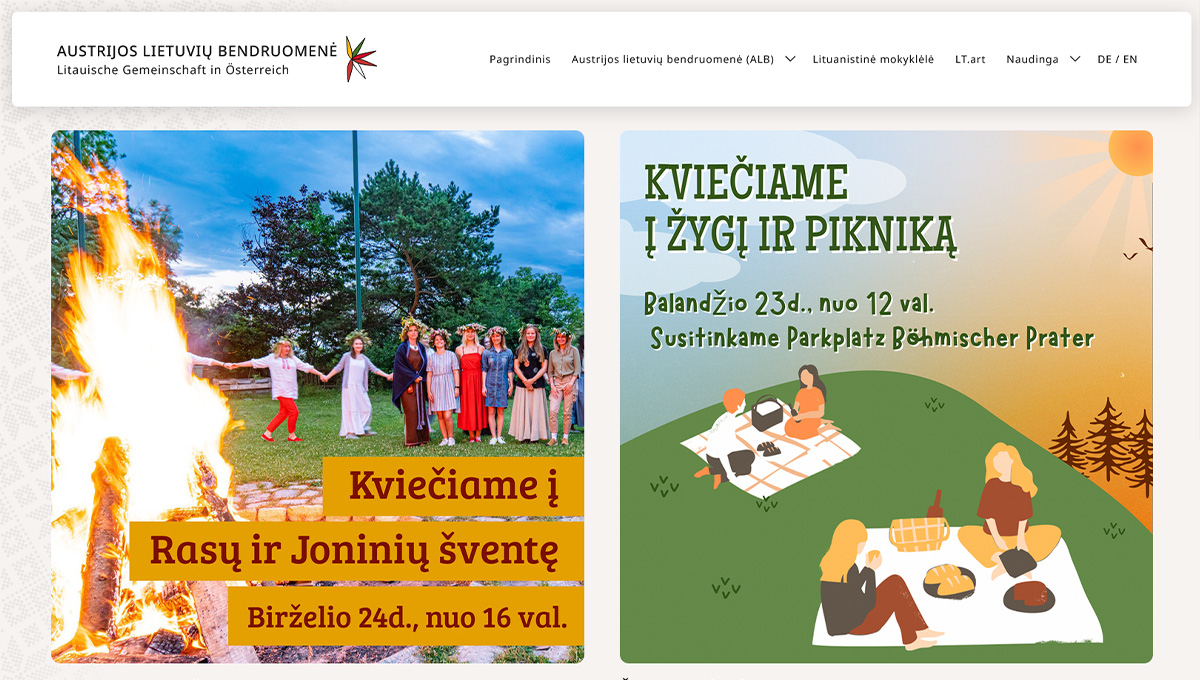 AUSTRIJOS LIETUVIŲ BENDRUOMENĖ
Litauische Gemeinschaft in Österreich
Pagrindinis
Austrijos lietuvių bendruomenė (ALB)
Lituanistinė mokyklėlė
LT.art
Naudinga
DE / EN
Kviečiame į
Rasų ir Joninių šventę
Birželio 24d., nuo 16 val.
KVIEČIAME
Į ŽYGĮ IR PIKNIKĄ
Balandžio 23d., nuo 12 val.
Susitinkame Parkplatz Böhmischer Prater